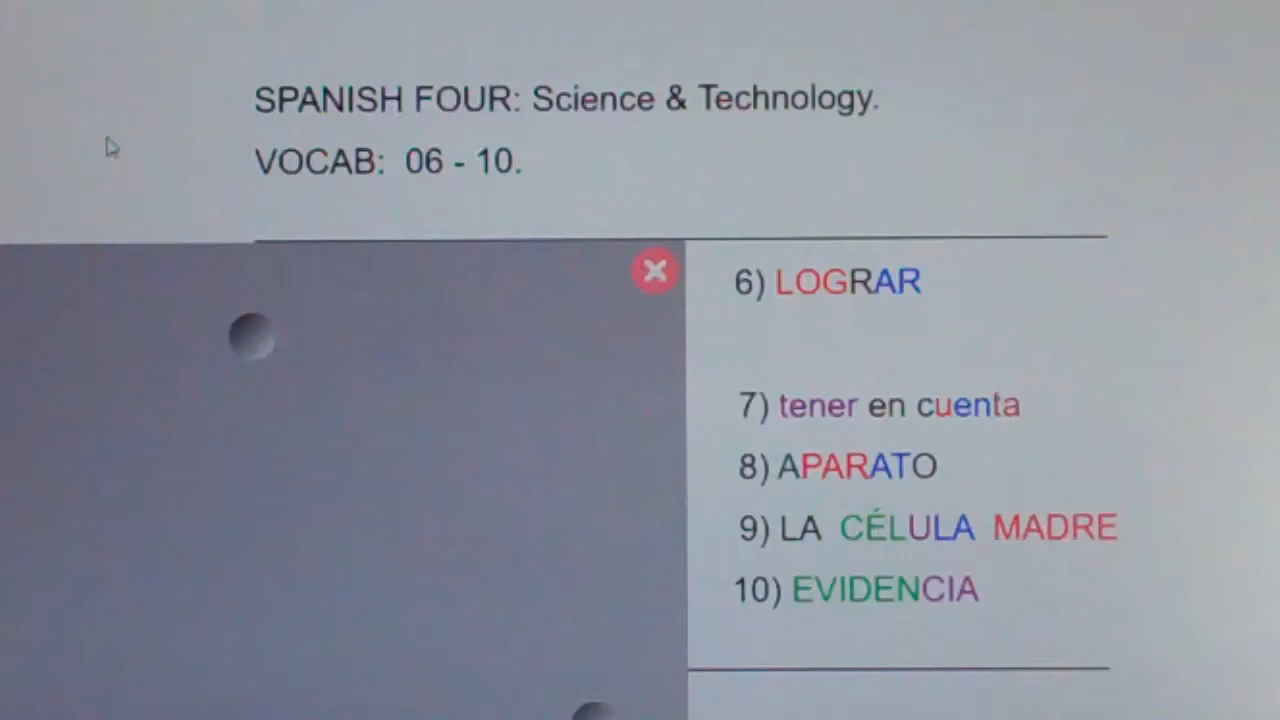 SPANISH FOUR: Science & Technology.
VOCAB: 06 - 10.
6) LOGRAR
7) tener en cuenta
8) APARATO
9) LA CÉLULA MADRE
10) EVIDENCIA